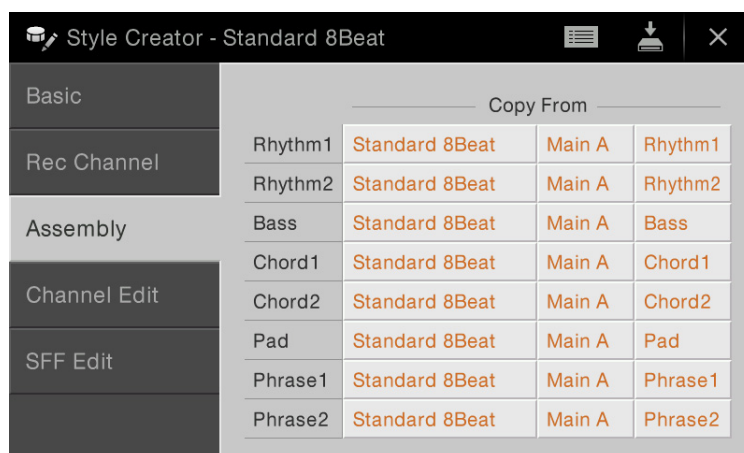 Style Creator - Standard 8Beat
Basic
Rec Channel
Assembly
Channel Edit
SFF Edit
Copy From
Rhythm1 Standard 8Beat Main A Rhythm1
Rhythm2 Standard 8Beat Main A Rhythm2
Bass Standard 8Beat Main A Bass
Chord1 Standard 8Beat Main A Chord1
Chord2 Standard 8Beat Main A Chord2
Pad Standard 8Beat Main A Pad
Phrase1 Standard 8Beat Main A Phrase1
Phrase2 Standard 8Beat Main A Phrase2